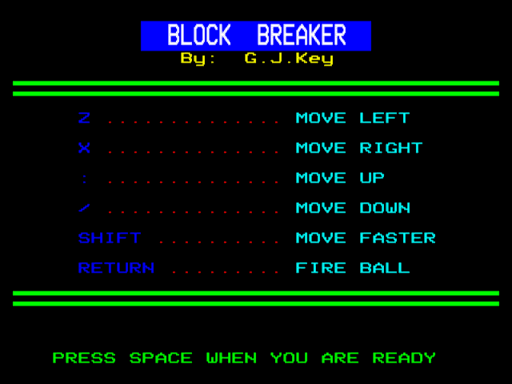 BLOCK BREAKER
By: G.J.Key
Z .............. MOVE LEFT
X .............. MOVE RIGHT
: .............. MOVE UP
/ .............. MOVE DOWN
SHIFT .......... MOVE FASTER
RETURN ......... FIRE BALL
PRESS SPACE WHEN YOU ARE READY